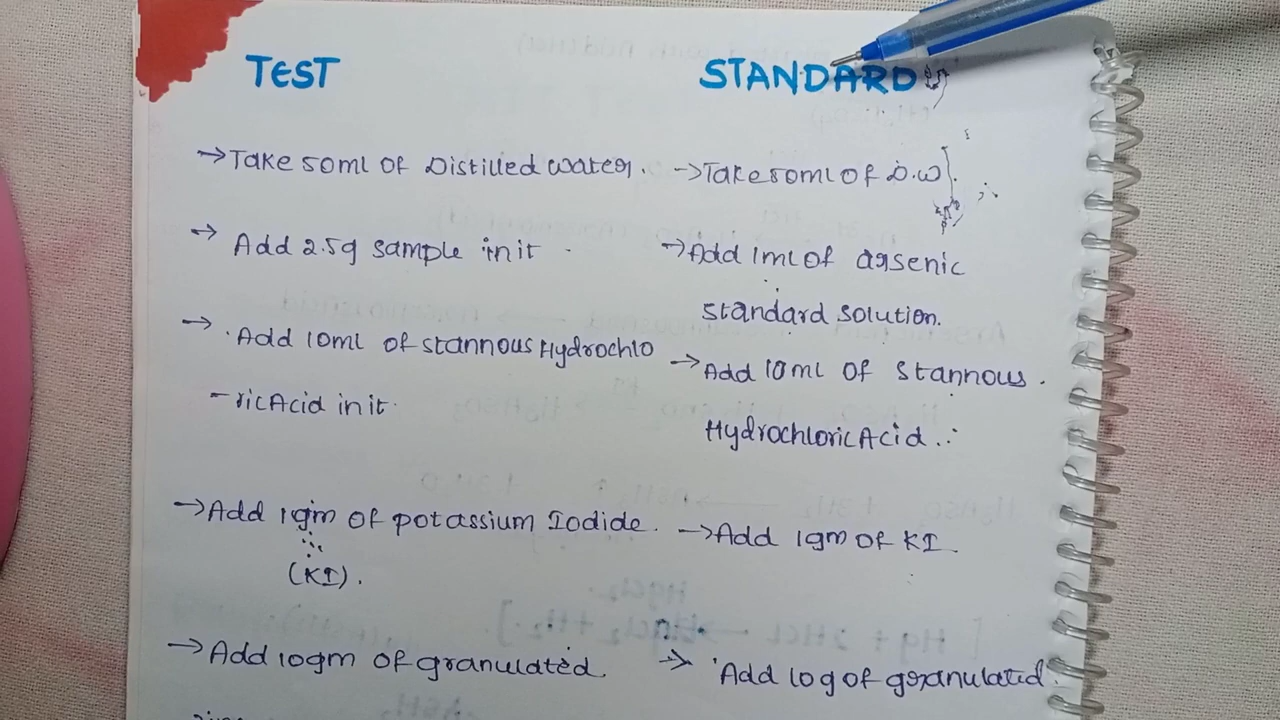 TEST
→Take 50ml of Distilled water.
→ Add 2.5g sample in it .
→ Add 10ml of stannous Hydrochlo
-ric Acid in it.
→Add 1gm of potassium Iodide.
(KI).
→Add 10gm of granulated
STANDARD
→Take 50ml of D.W
→Add 1ml of arsenic
standard solution.
→Add 10ml of stannous.
Hydrochloric Acid..
→Add 1gm of KI.
→ Add 10g of granulated.